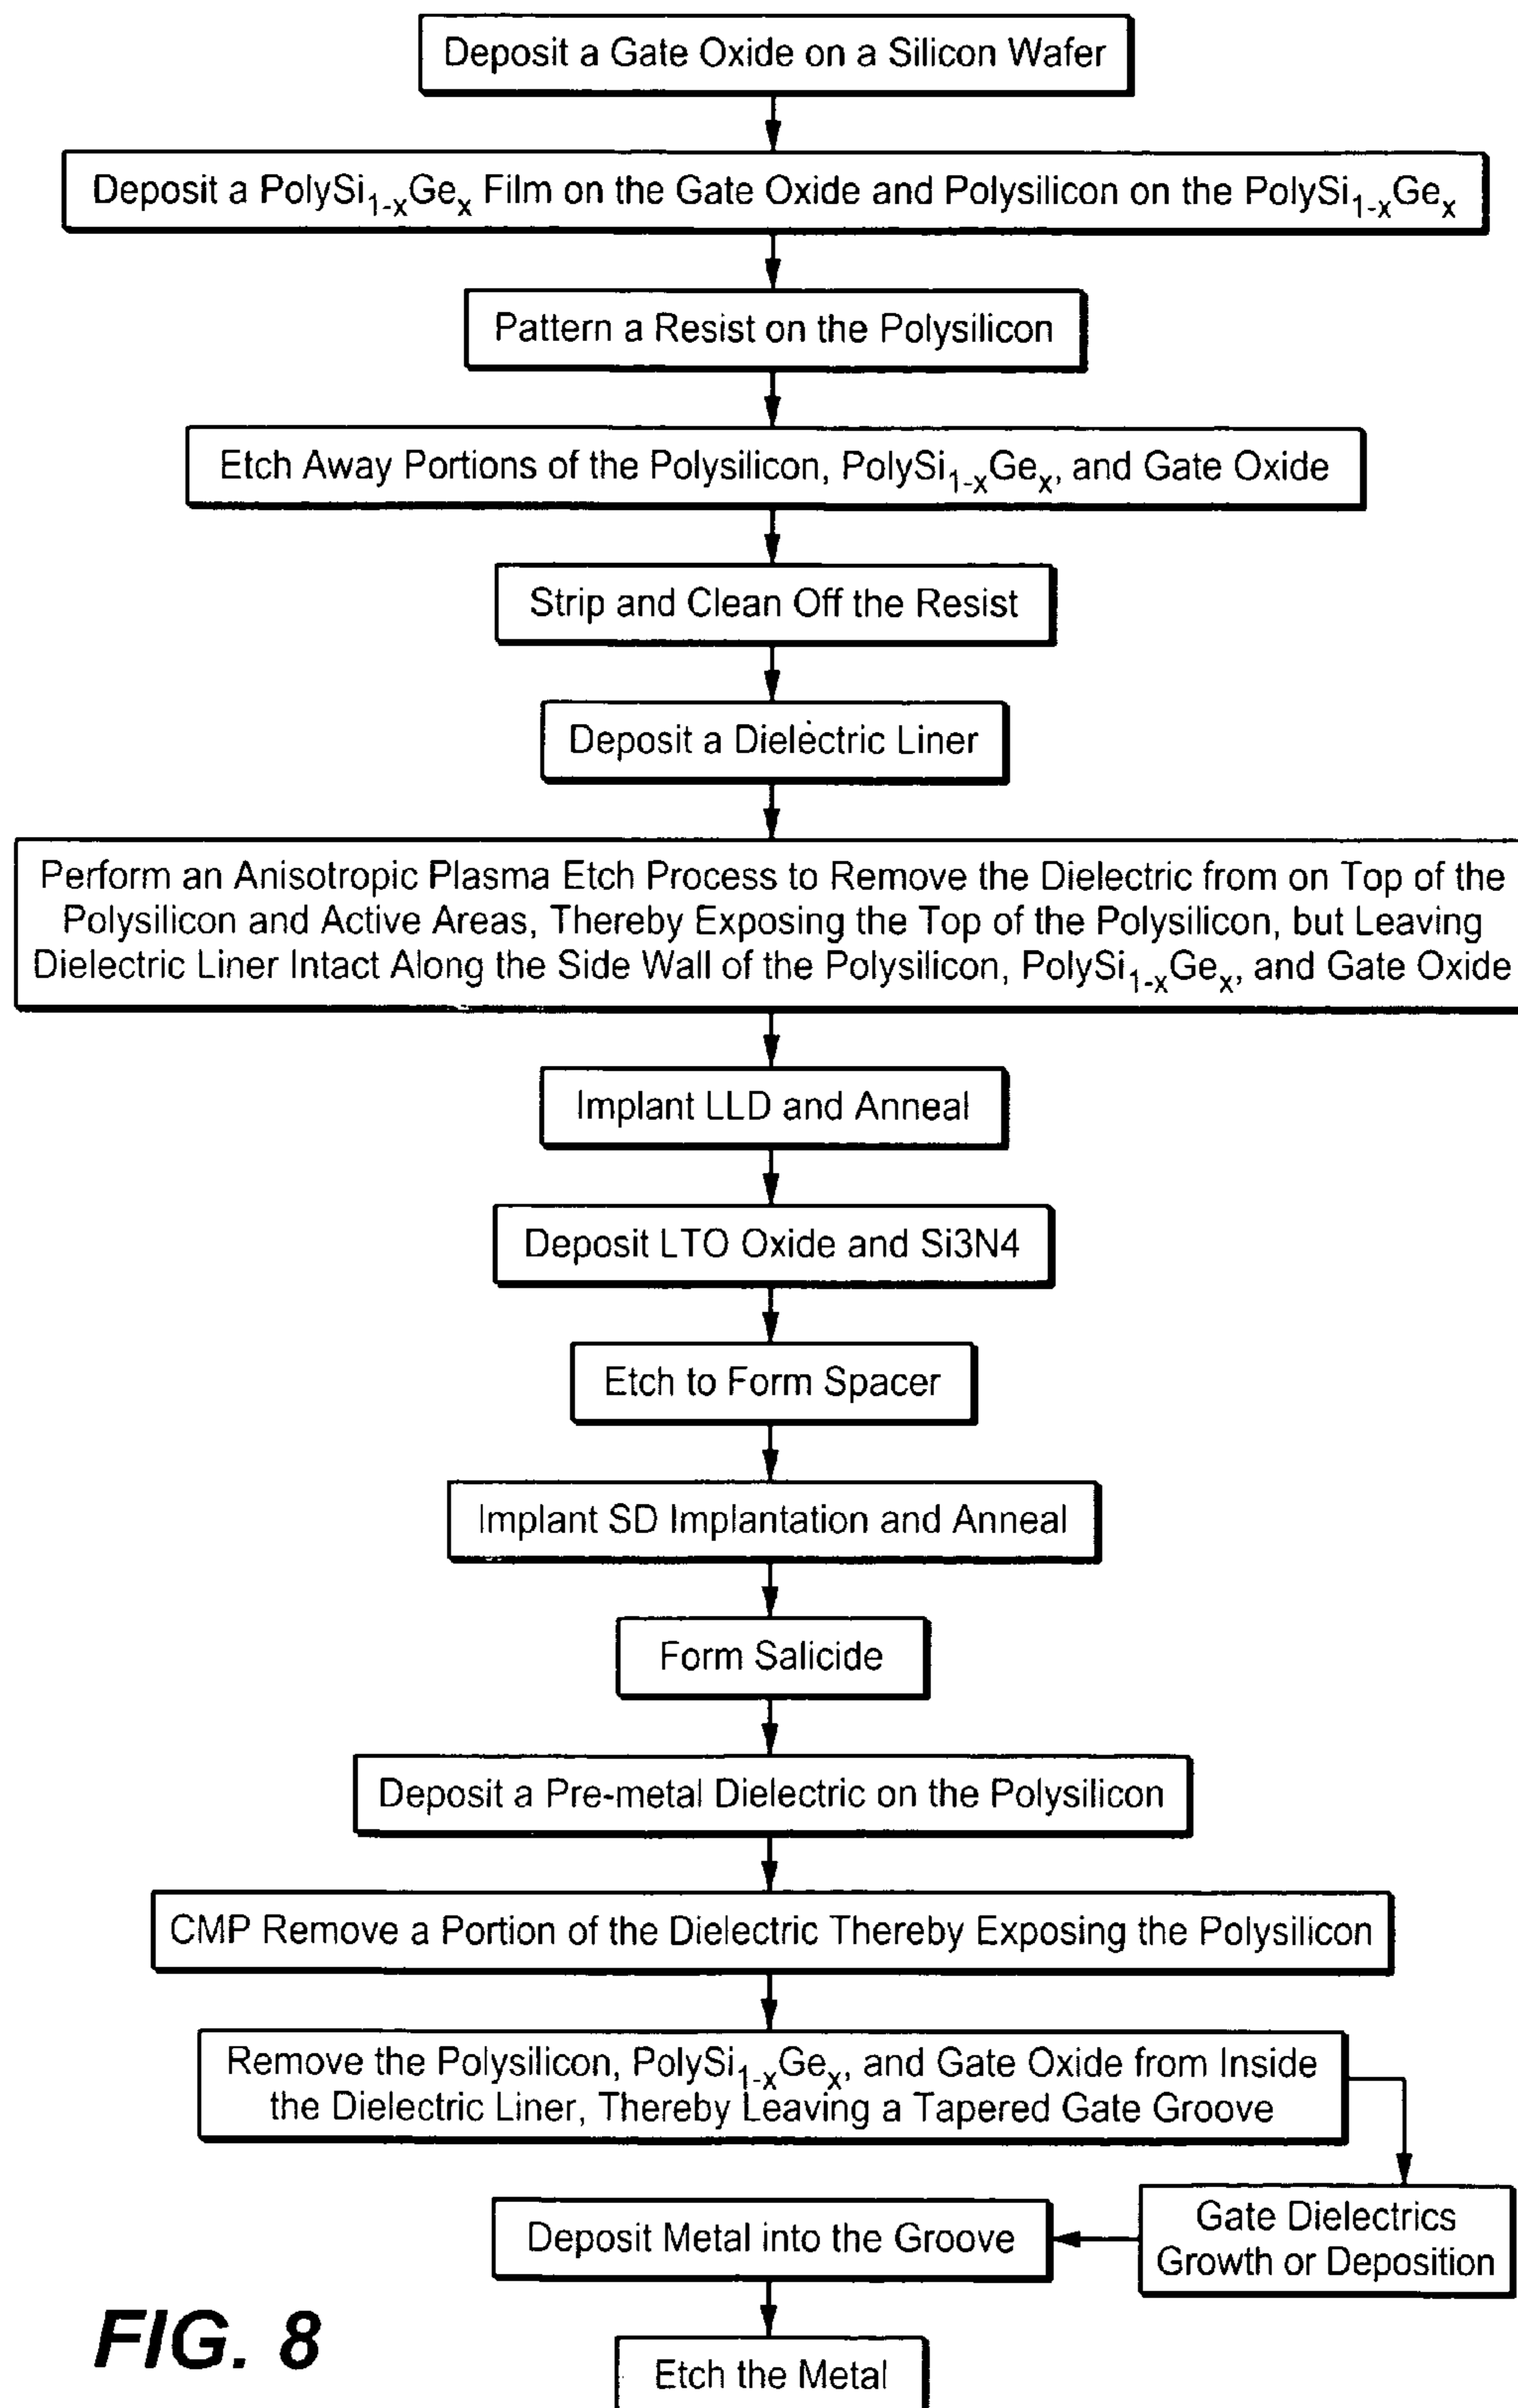 Deposit a Gate Oxide on a Silicon Wafer
Deposit a PolySi₁₋ₓGeₓ Film on the Gate Oxide and Polysilicon on the PolySi₁₋ₓGeₓ
Pattern a Resist on the Polysilicon
Etch Away Portions of the Polysilicon, PolySi₁₋ₓGeₓ, and Gate Oxide
Strip and Clean Off the Resist
Deposit a Dielectric Liner
Perform an Anisotropic Plasma Etch Process to Remove the Dielectric from on Top of the
Polysilicon and Active Areas, Thereby Exposing the Top of the Polysilicon, but Leaving
Dielectric Liner Intact Along the Side Wall of the Polysilicon, PolySi₁₋ₓGeₓ, and Gate Oxide
Implant LLD and Anneal
Deposit LTO Oxide and Si3N4
Etch to Form Spacer
Implant SD Implantation and Anneal
Form Salicide
Deposit a Pre-metal Dielectric on the Polysilicon
CMP Remove a Portion of the Dielectric Thereby Exposing the Polysilicon
Remove the Polysilicon, PolySi₁₋ₓGeₓ, and Gate Oxide from Inside
the Dielectric Liner, Thereby Leaving a Tapered Gate Groove
Gate Dielectrics
Growth or Deposition
Deposit Metal into the Groove
Etch the Metal
FIG. 8